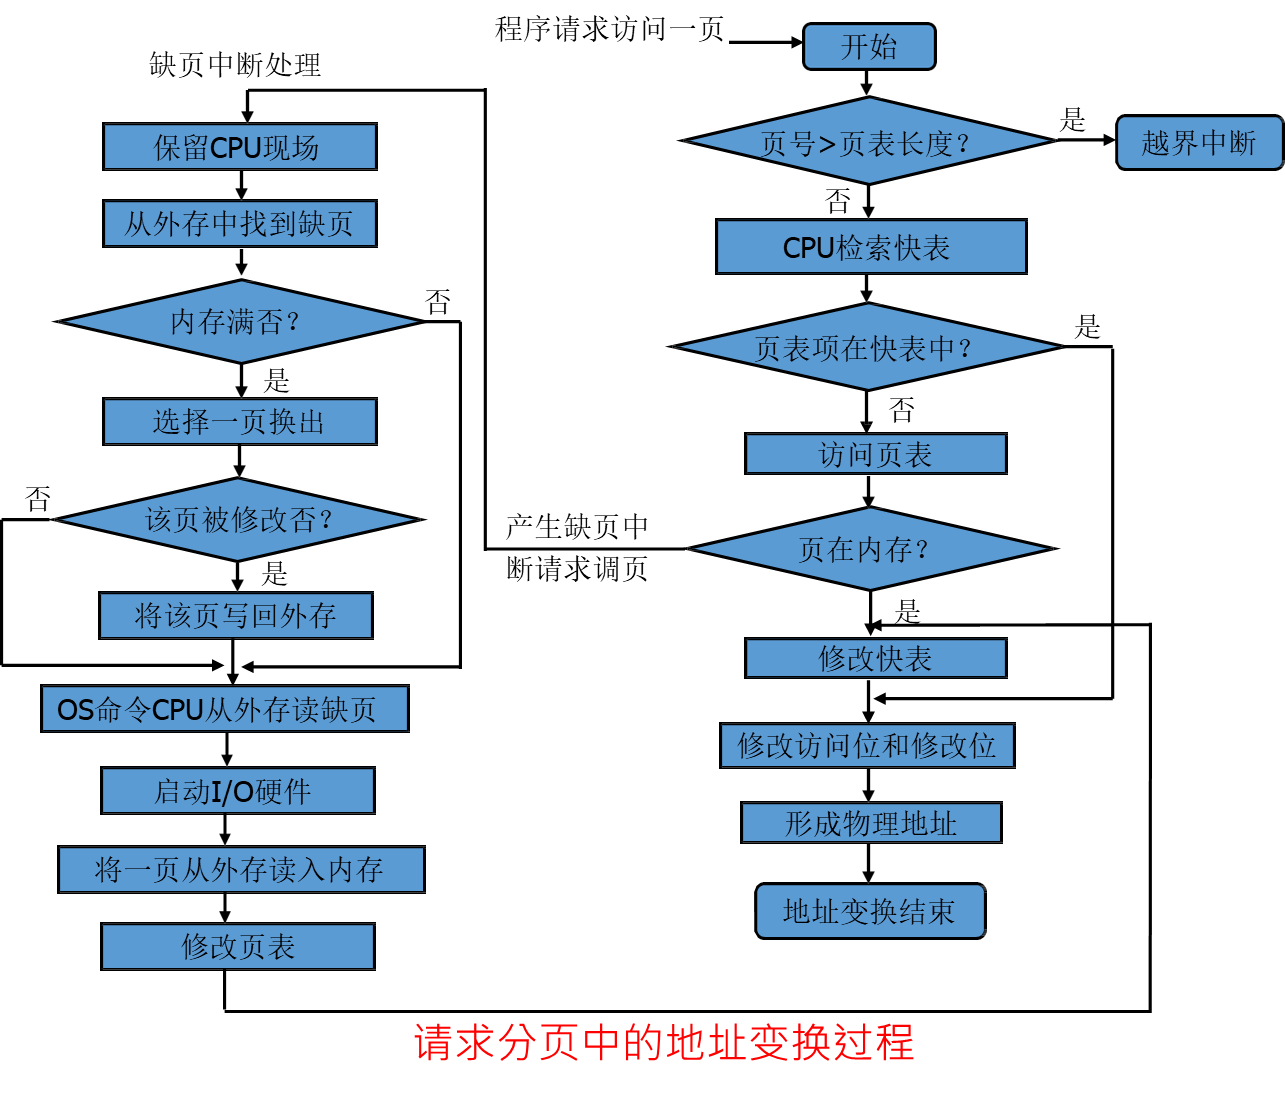 程序请求访问一页
开始
缺页中断处理
页号>页表长度?
是
越界中断
否
保留CPU现场
从外存中找到缺页
CPU检索快表
内存满否?
否
页表项在快表中?
是
是
否
选择一页换出
访问页表
否
该页被修改否?
产生缺页中
断请求调页
页在内存?
是
是
将该页写回外存
修改快表
OS命令CPU从外存读缺页
修改访问位和修改位
启动I/O硬件
形成物理地址
将一页从外存读入内存
地址变换结束
修改页表
请求分页中的地址变换过程